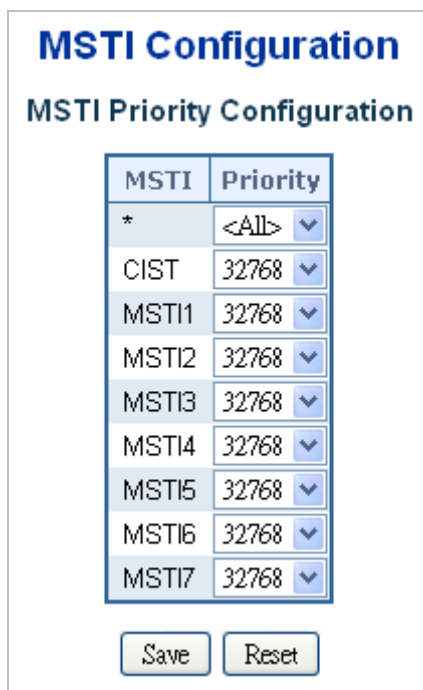 MSTI Configuration
MSTI Priority Configuration
MSTI Priority
* <All>
CIST 32768
MSTI1 32768
MSTI2 32768
MSTI3 32768
MSTI4 32768
MSTI5 32768
MSTI6 32768
MSTI7 32768
Save Reset